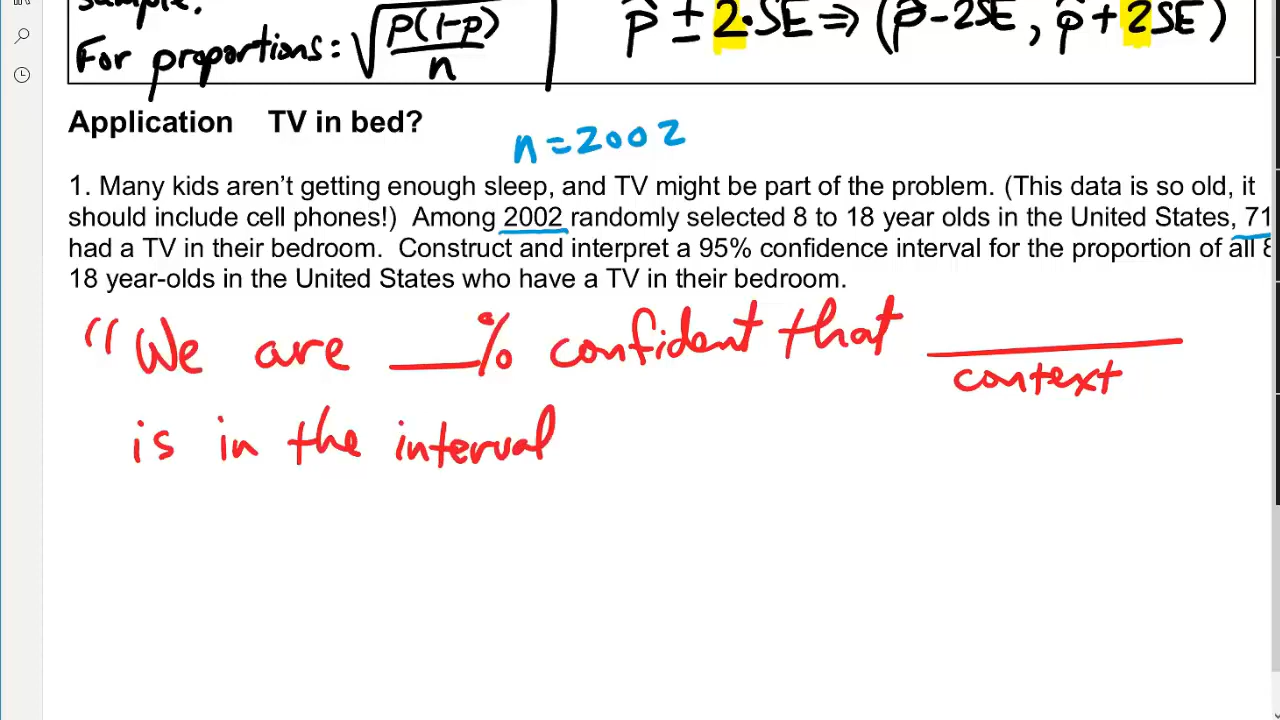 sample.
For proportions: √p(1-p)/n
p̂ ± 2·SE ⇒ (p̂-2SE, p̂+2SE)
Application TV in bed?
n=2002
1. Many kids aren’t getting enough sleep, and TV might be part of the problem. (This data is so old, it
should include cell phones!) Among 2002 randomly selected 8 to 18 year olds in the United States, 71
had a TV in their bedroom. Construct and interpret a 95% confidence interval for the proportion of all 8
18 year-olds in the United States who have a TV in their bedroom.
"We are ___% confident that ______
context
is in the interval